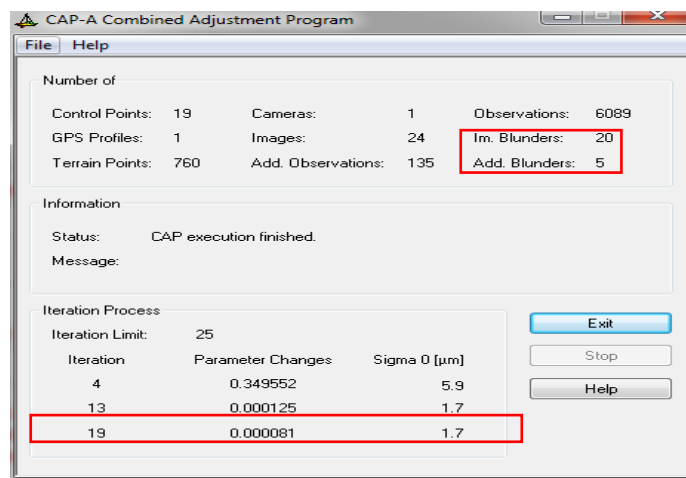 CAP-A Combined Adjustment Program
File Help
Number of
Control Points: 19 Cameras: 1 Observations: 6089
GPS Profiles: 1 Images: 24 Im. Blunders: 20
Terrain Points: 760 Add. Observations: 135 Add. Blunders: 5
Information
Status: CAP execution finished.
Message:
Iteration Process
Iteration Limit: 25
Iteration Parameter Changes Sigma 0 [µm]
4 0.349552 5.9
13 0.000125 1.7
19 0.000081 1.7
Exit
Stop
Help